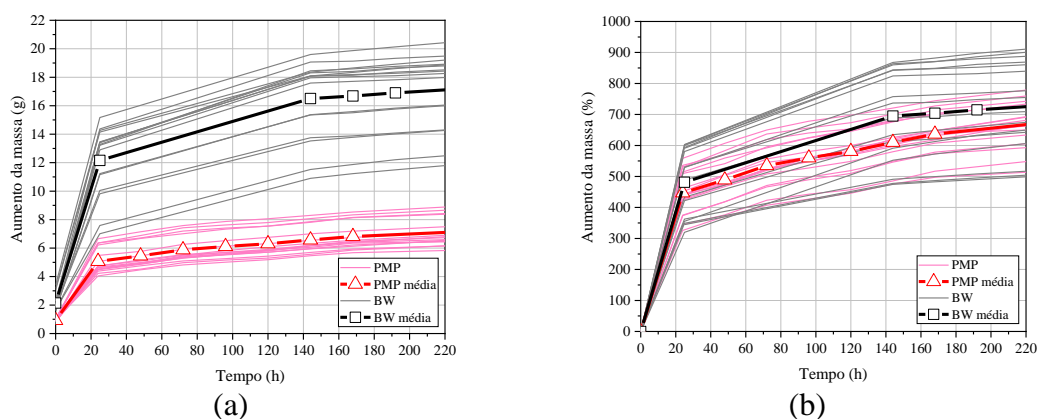 22
20
18
16
14
12
10
8
6
4
2
0
Aumento da massa (g)
0 20 40 60 80 100 120 140 160 180 200 220
Tempo (h)
PMP
PMP média
BW
BW média
(a)
1000
900
800
700
600
500
400
300
200
100
0
Aumento da massa (%)
0 20 40 60 80 100 120 140 160 180 200 220
Tempo (h)
PMP
PMP média
BW
BW média
(b)